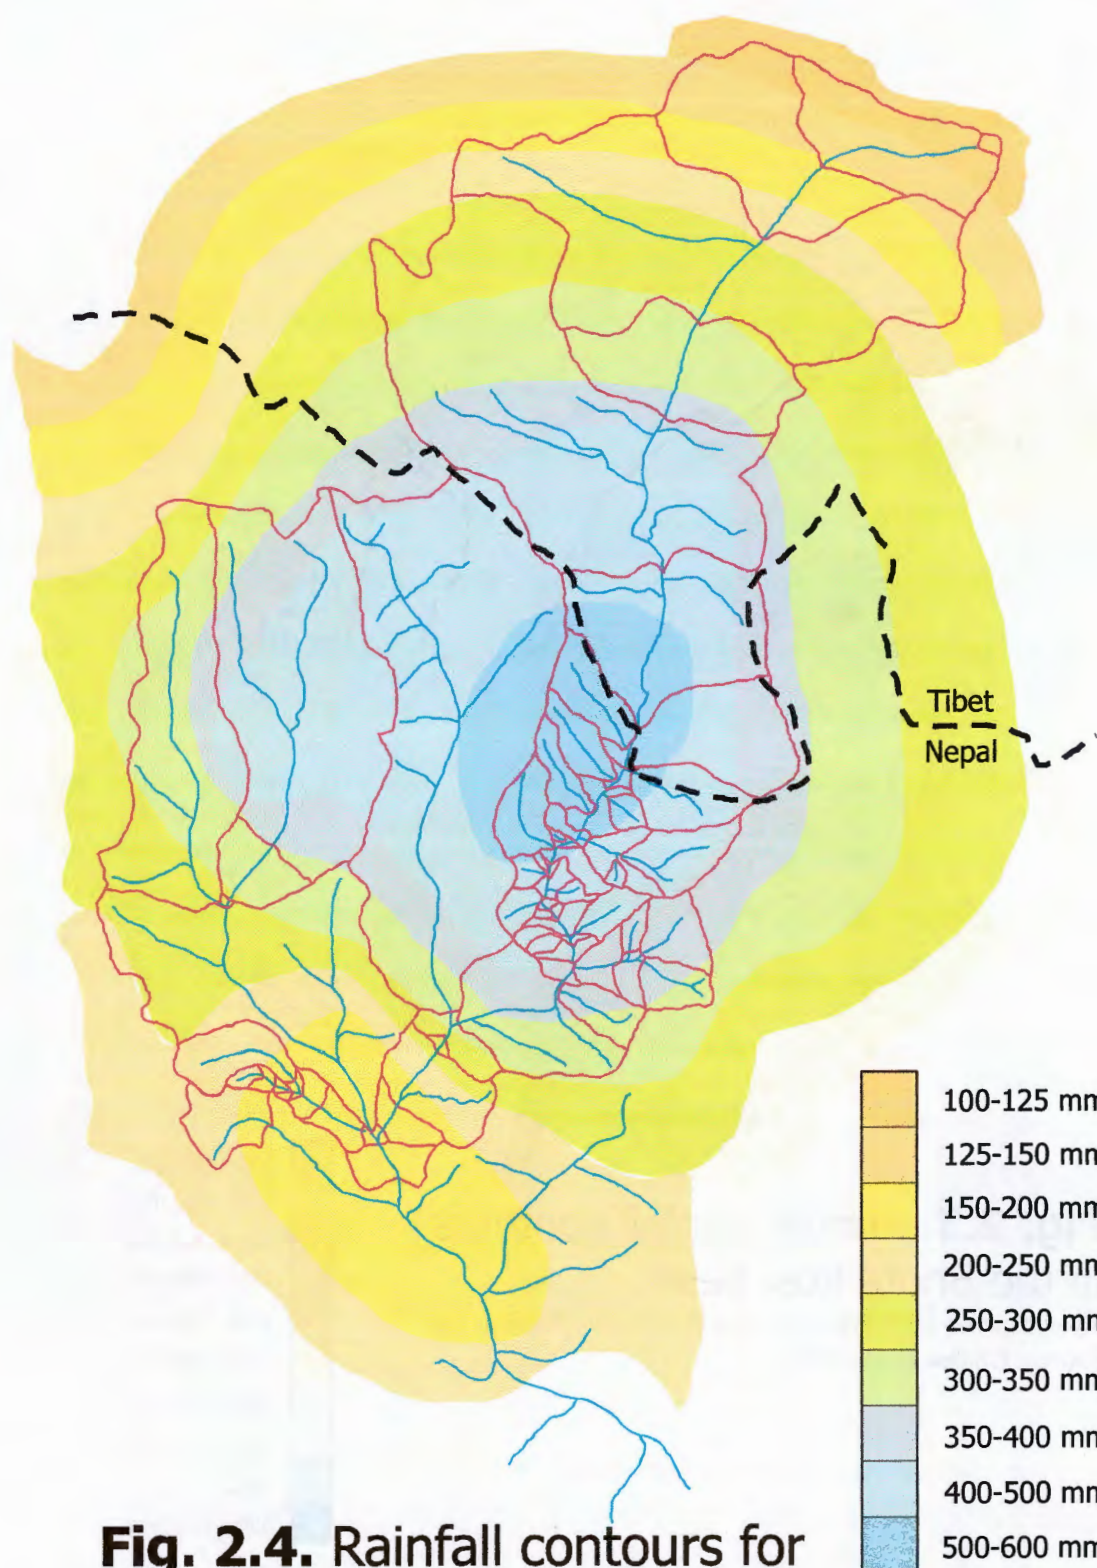 Tibet
Nepal
100-125 mm
125-150 mm
150-200 mm
200-250 mm
250-300 mm
300-350 mm
350-400 mm
400-500 mm
500-600 mm
Fig. 2.4. Rainfall contours for